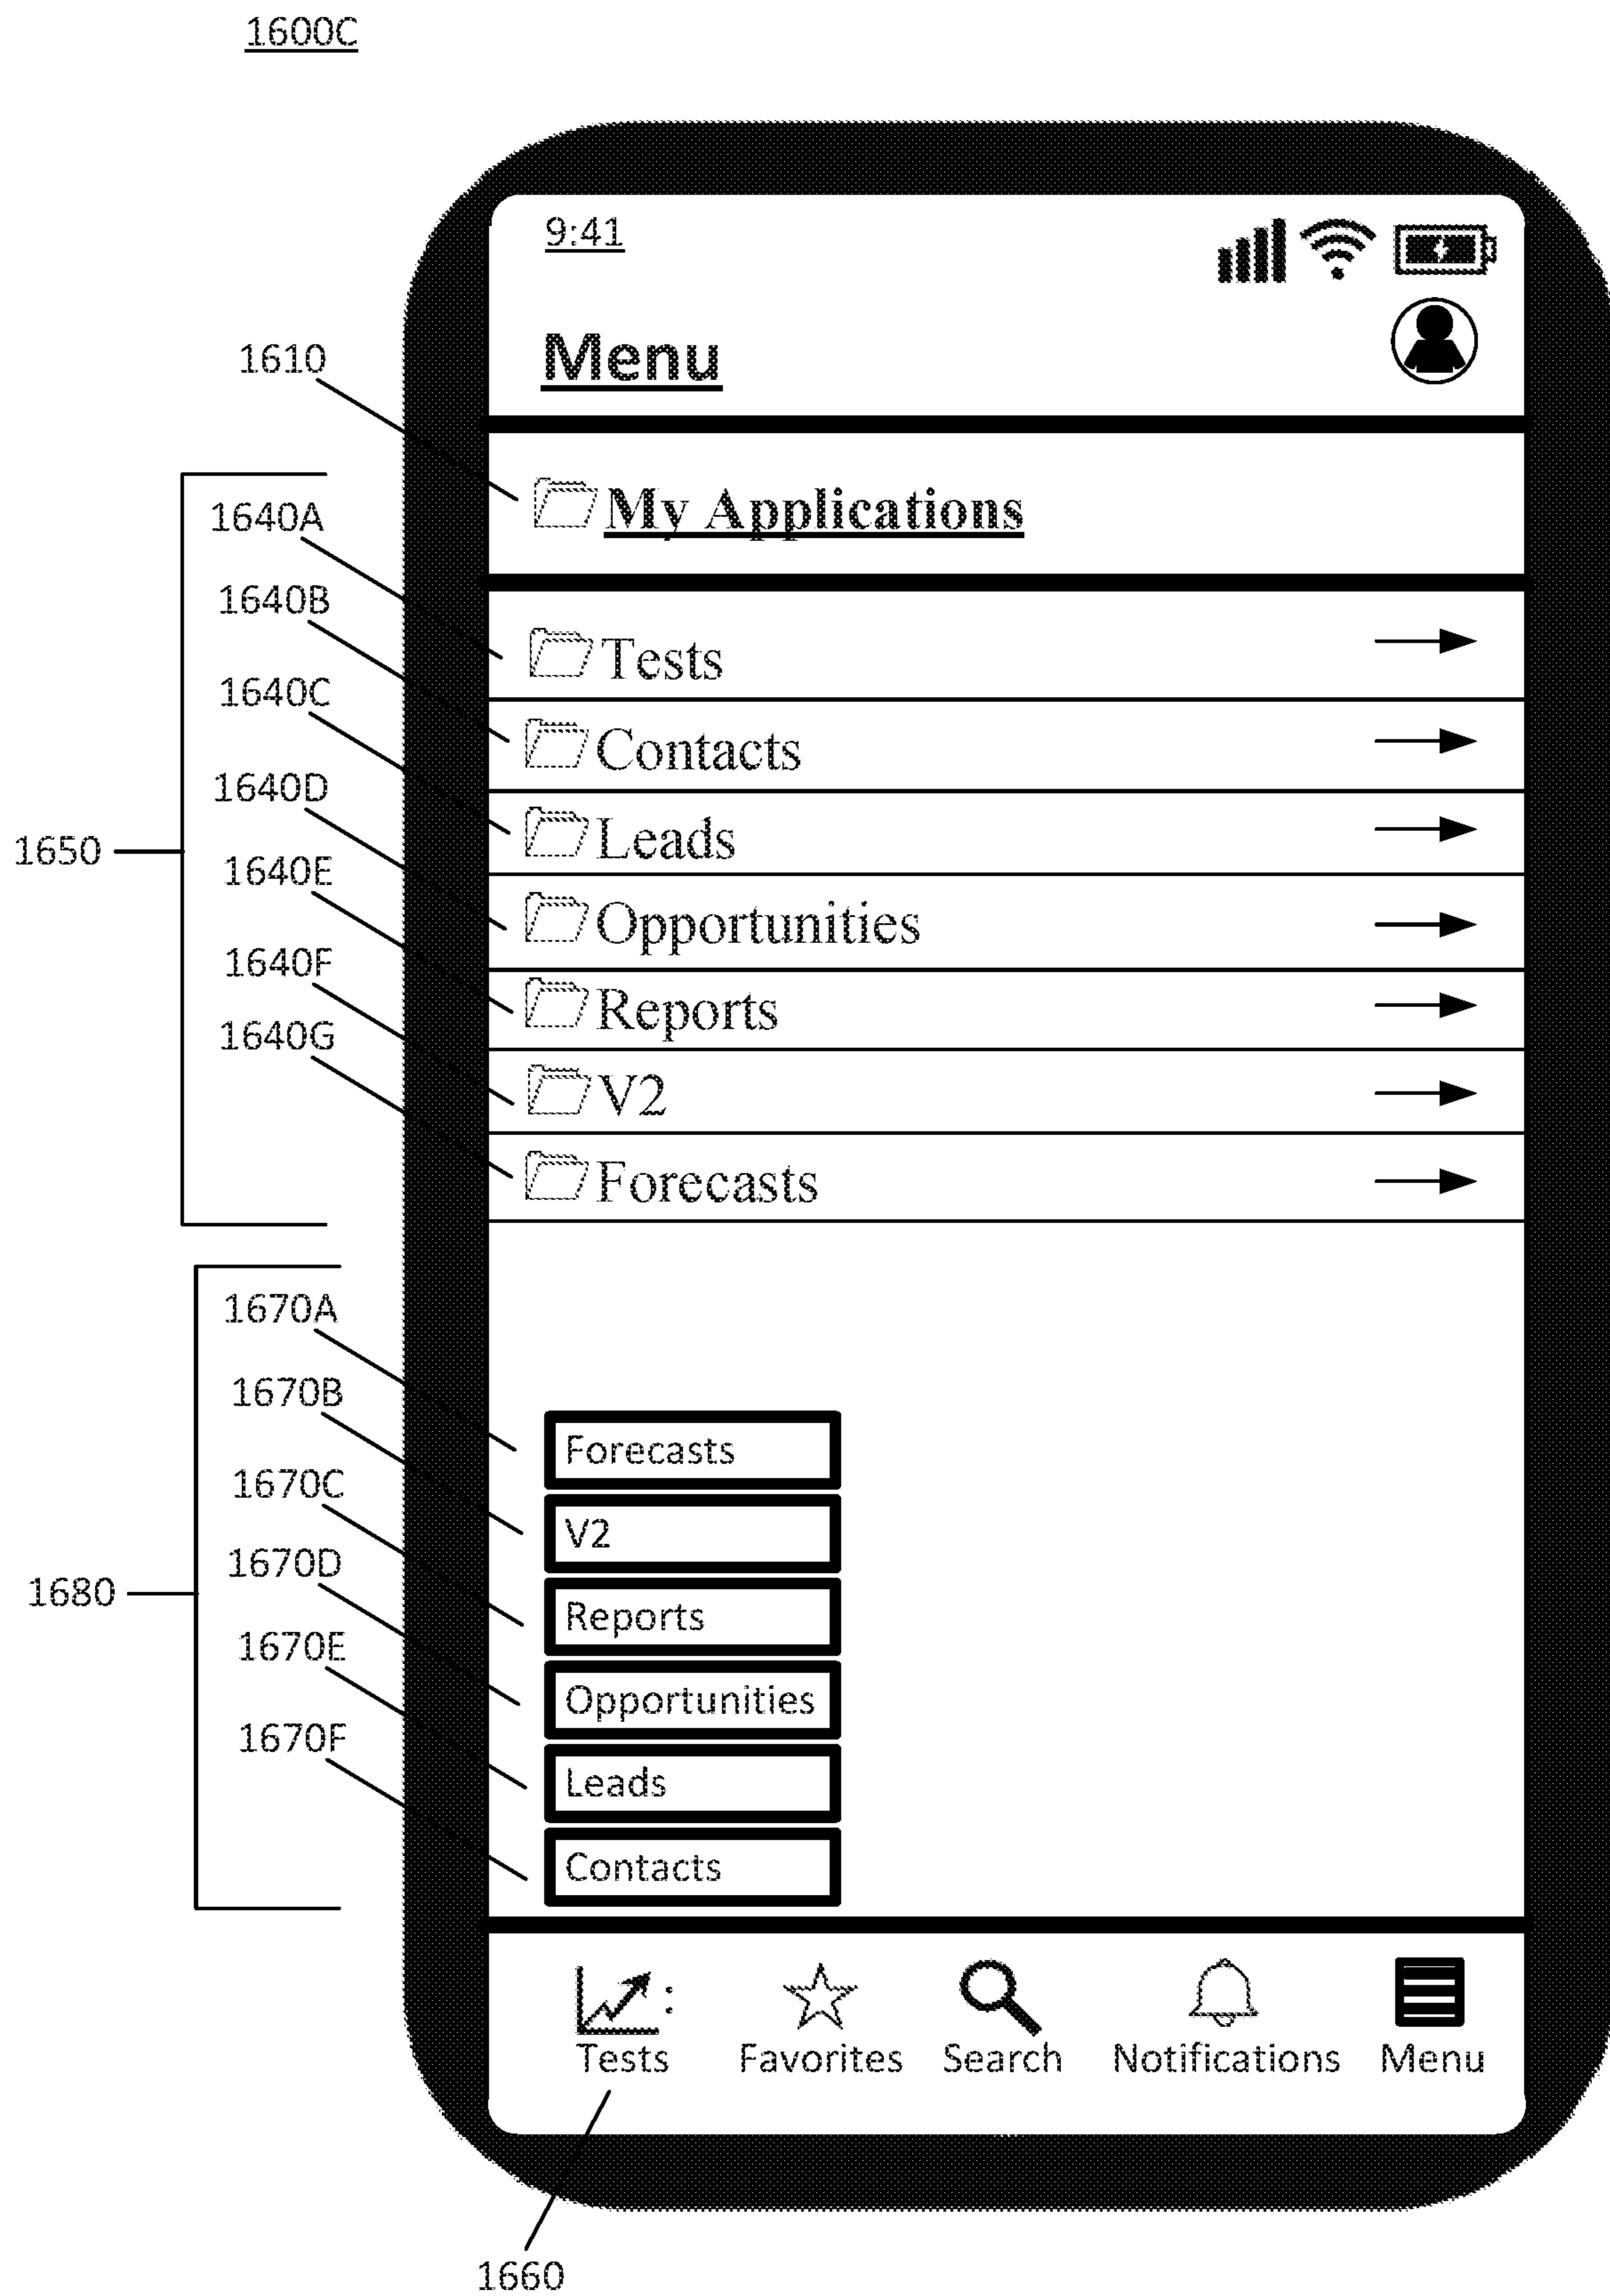 1600C
9:41
1610
Menu
My Applications
1640A
Tests
1640B
Contacts
1640C
Leads
1640D
Opportunities
1650
1640E
Reports
1640F
V2
1640G
Forecasts
1670A
Forecasts
1670B
V2
1670C
Reports
1670D
Opportunities
1680
1670E
Leads
1670F
Contacts
Tests Favorites Search Notifications Menu
1660